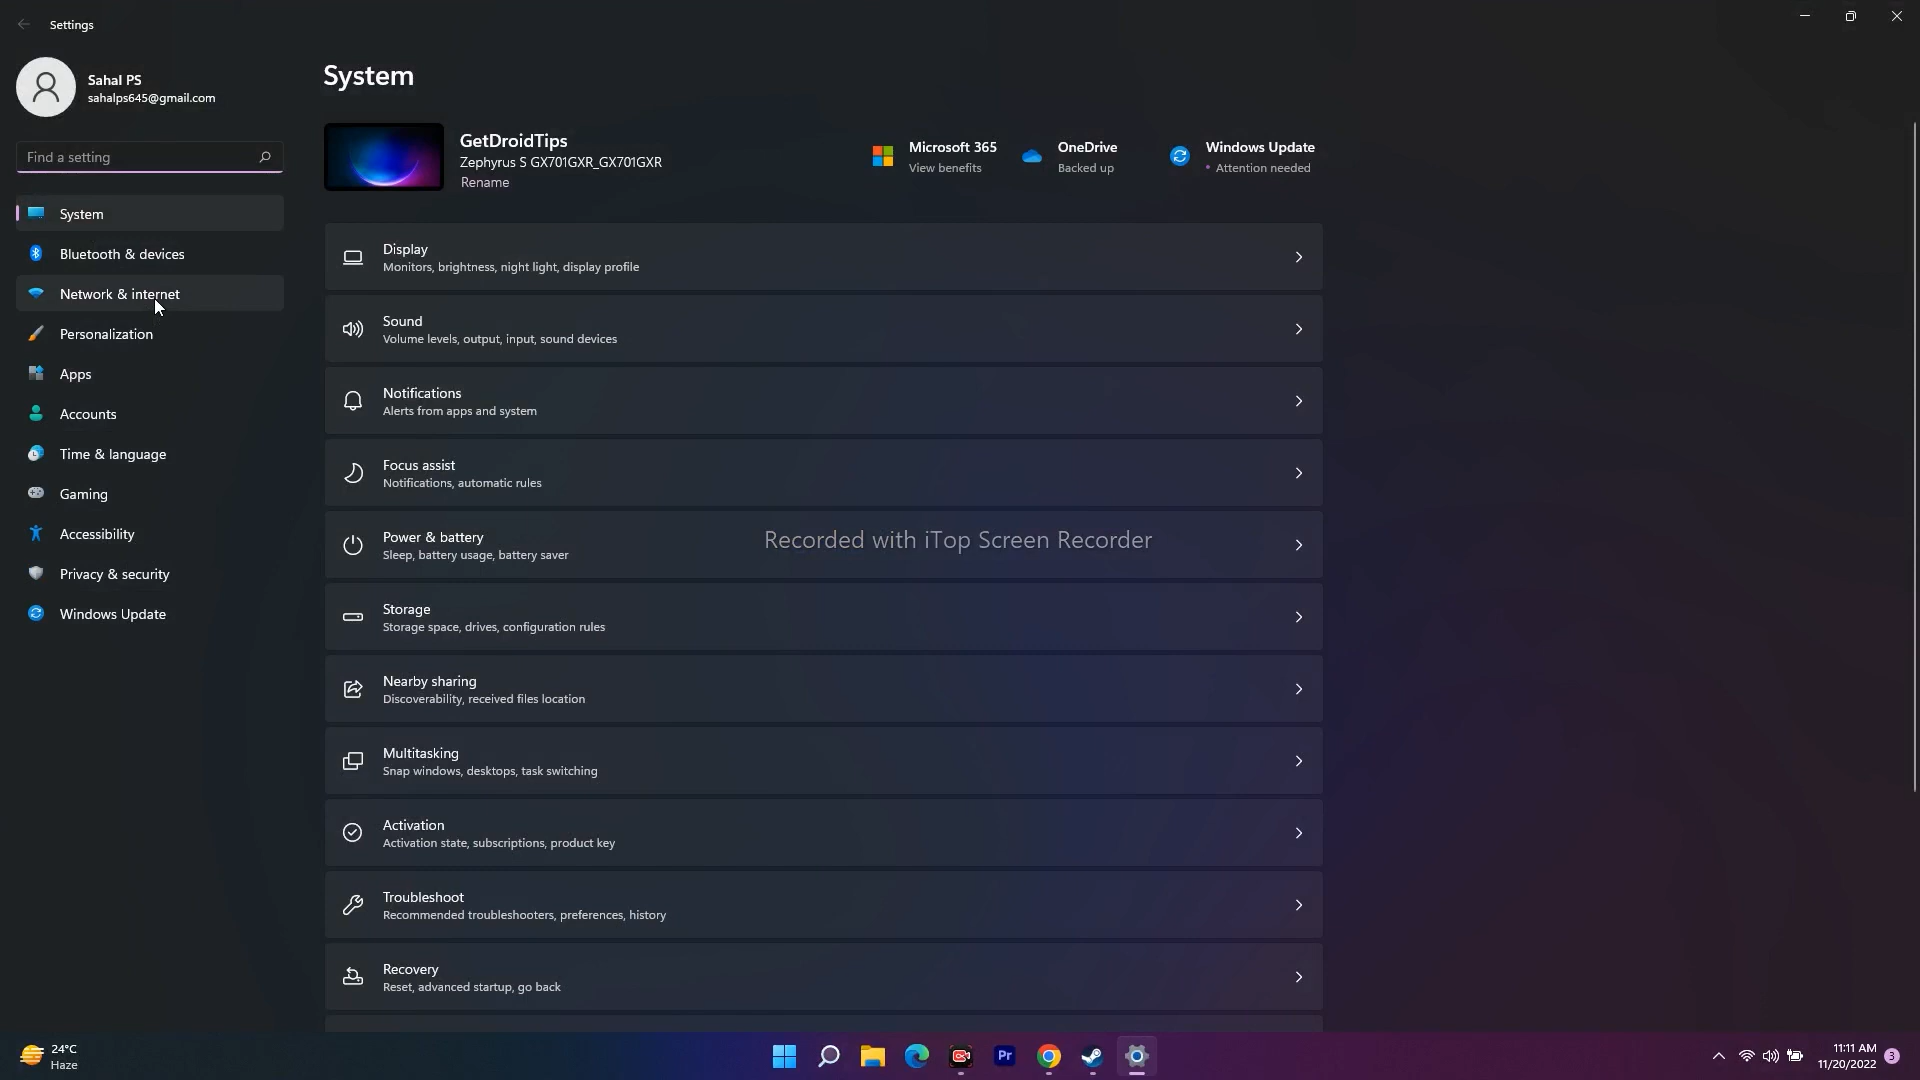 Settings
Sahal PS
sahalps645@gmail.com
Find a setting
System
Bluetooth & devices
Network & internet
Personalization
Apps
Accounts
Time & language
Gaming
Accessibility
Privacy & security
Windows Update
System
GetDroidTips
Zephyrus S GX701GXR_GX701GXR
Rename
Microsoft 365
View benefits
OneDrive
Backed up
Windows Update
• Attention needed
Display
Monitors, brightness, night light, display profile
Sound
Volume levels, output, input, sound devices
Notifications
Alerts from apps and system
Focus assist
Notifications, automatic rules
Power & battery
Sleep, battery usage, battery saver
Recorded with iTop Screen Recorder
Storage
Storage space, drives, configuration rules
Nearby sharing
Discoverability, received files location
Multitasking
Snap windows, desktops, task switching
Activation
Activation state, subscriptions, product key
Troubleshoot
Recommended troubleshooters, preferences, history
Recovery
Reset, advanced startup, go back
24°C
Haze
Pr
11:11 AM
11/20/2022
3